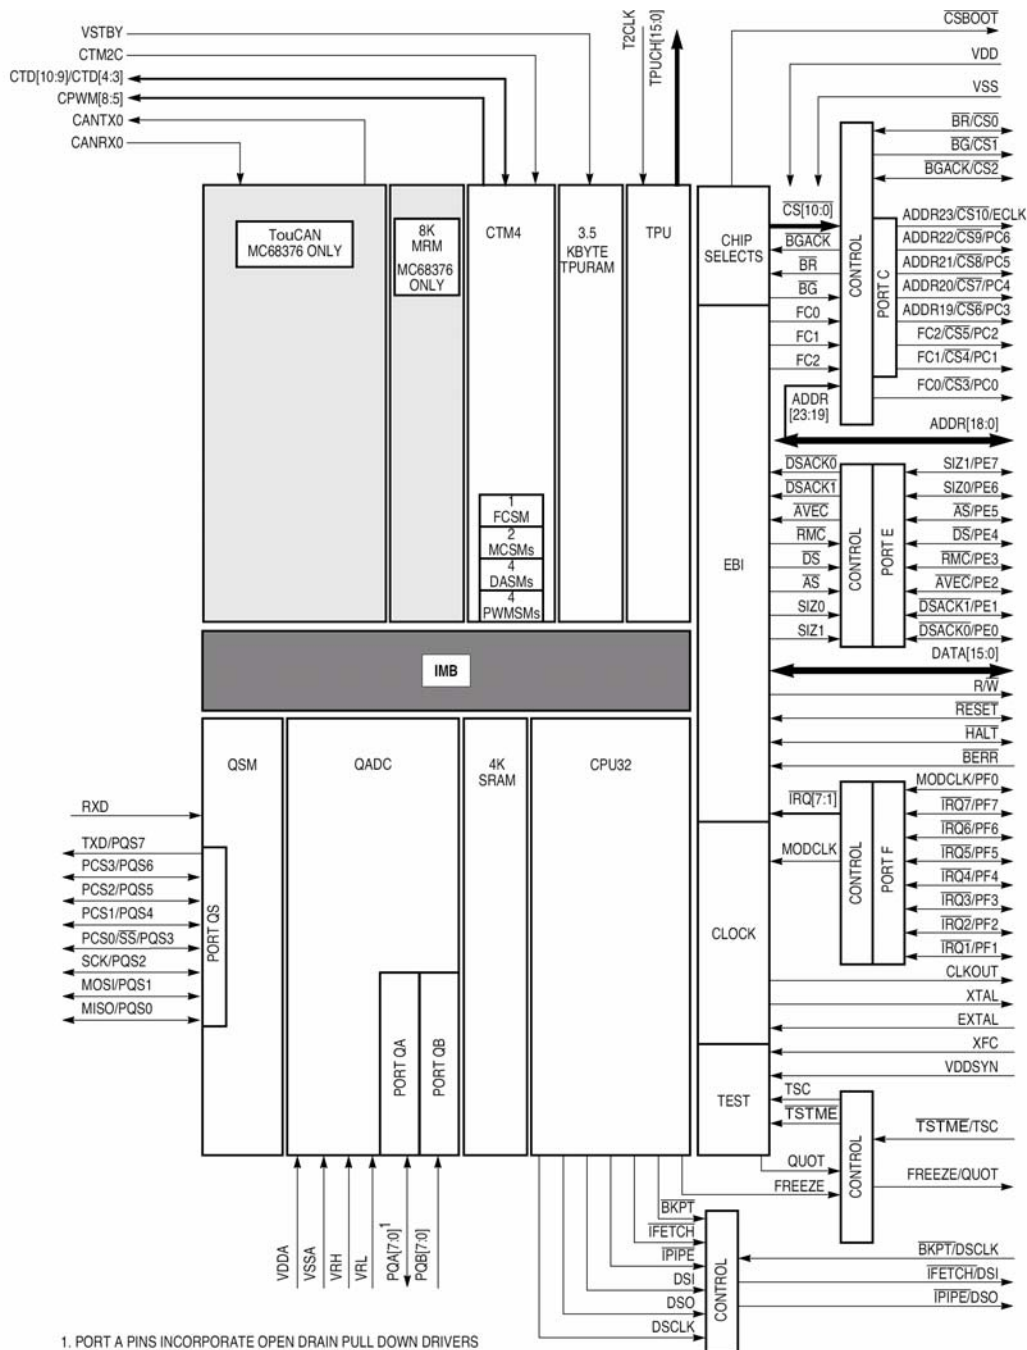 VSTBY
CTM2C
CTD[10:9]/CTD[4:3]
CPWM[8:5]
CANTX0
CANRX0
T2CLK
TPUCH[15:0]
CSBOOT
VDD
VSS
BR/CS0
BG/CS1
BGACK/CS2
TouCAN
MC68376 ONLY
8K
MRM
MC68376
ONLY
CTM4
3.5
KBYTE
TPURAM
TPU
CHIP
SELECTS
CS[10:0]
BGACK
BR
BG
FC0
FC1
FC2
ADDR
[23:19]
CONTROL
PORT C
ADDR23/CS10/ECLK
ADDR22/CS9/PC6
ADDR21/CS8/PC5
ADDR20/CS7/PC4
ADDR19/CS6/PC3
FC2/CS5/PC2
FC1/CS4/PC1
FC0/CS3/PC0
ADDR[18:0]
1
FCSM
2
MCSMs
4
DASMs
4
PWMSMs
EBI
DSACK0
DSACK1
AVEC
RMC
DS
AS
SIZ0
SIZ1
CONTROL
PORT E
SIZ1/PE7
SIZ0/PE6
AS/PE5
DS/PE4
RMC/PE3
AVEC/PE2
DSACK1/PE1
DSACK0/PE0
DATA[15:0]
R/W
RESET
HALT
BERR
IMB
QSM
QADC
4K
SRAM
CPU32
IRQ[7:1]
MODCLK
CONTROL
PORT F
MODCLK/PF0
IRQ7/PF7
IRQ6/PF6
IRQ5/PF5
IRQ4/PF4
IRQ3/PF3
IRQ2/PF2
IRQ1/PF1
CLOCK
CLKOUT
XTAL
EXTAL
XFC
VDDSYN
RXD
TXD/PQS7
PCS3/PQS6
PCS2/PQS5
PCS1/PQS4
PCS0/SS/PQS3
SCK/PQS2
MOSI/PQS1
MISO/PQS0
PORT QS
PORT QA
PORT QB
TEST
TSC
TSTME
QUOT
FREEZE
CONTROL
TSTME/TSC
FREEZE/QUOT
VDDA
VSSA
VRH
VRL
PQA[7:0]1
PQB[7:0]
BKPT
IFETCH
IPIPE
DSI
DSO
DSCLK
CONTROL
BKPT/DSCLK
IFETCH/DSI
IPIPE/DSO
1. PORT A PINS INCORPORATE OPEN DRAIN PULL DOWN DRIVERS